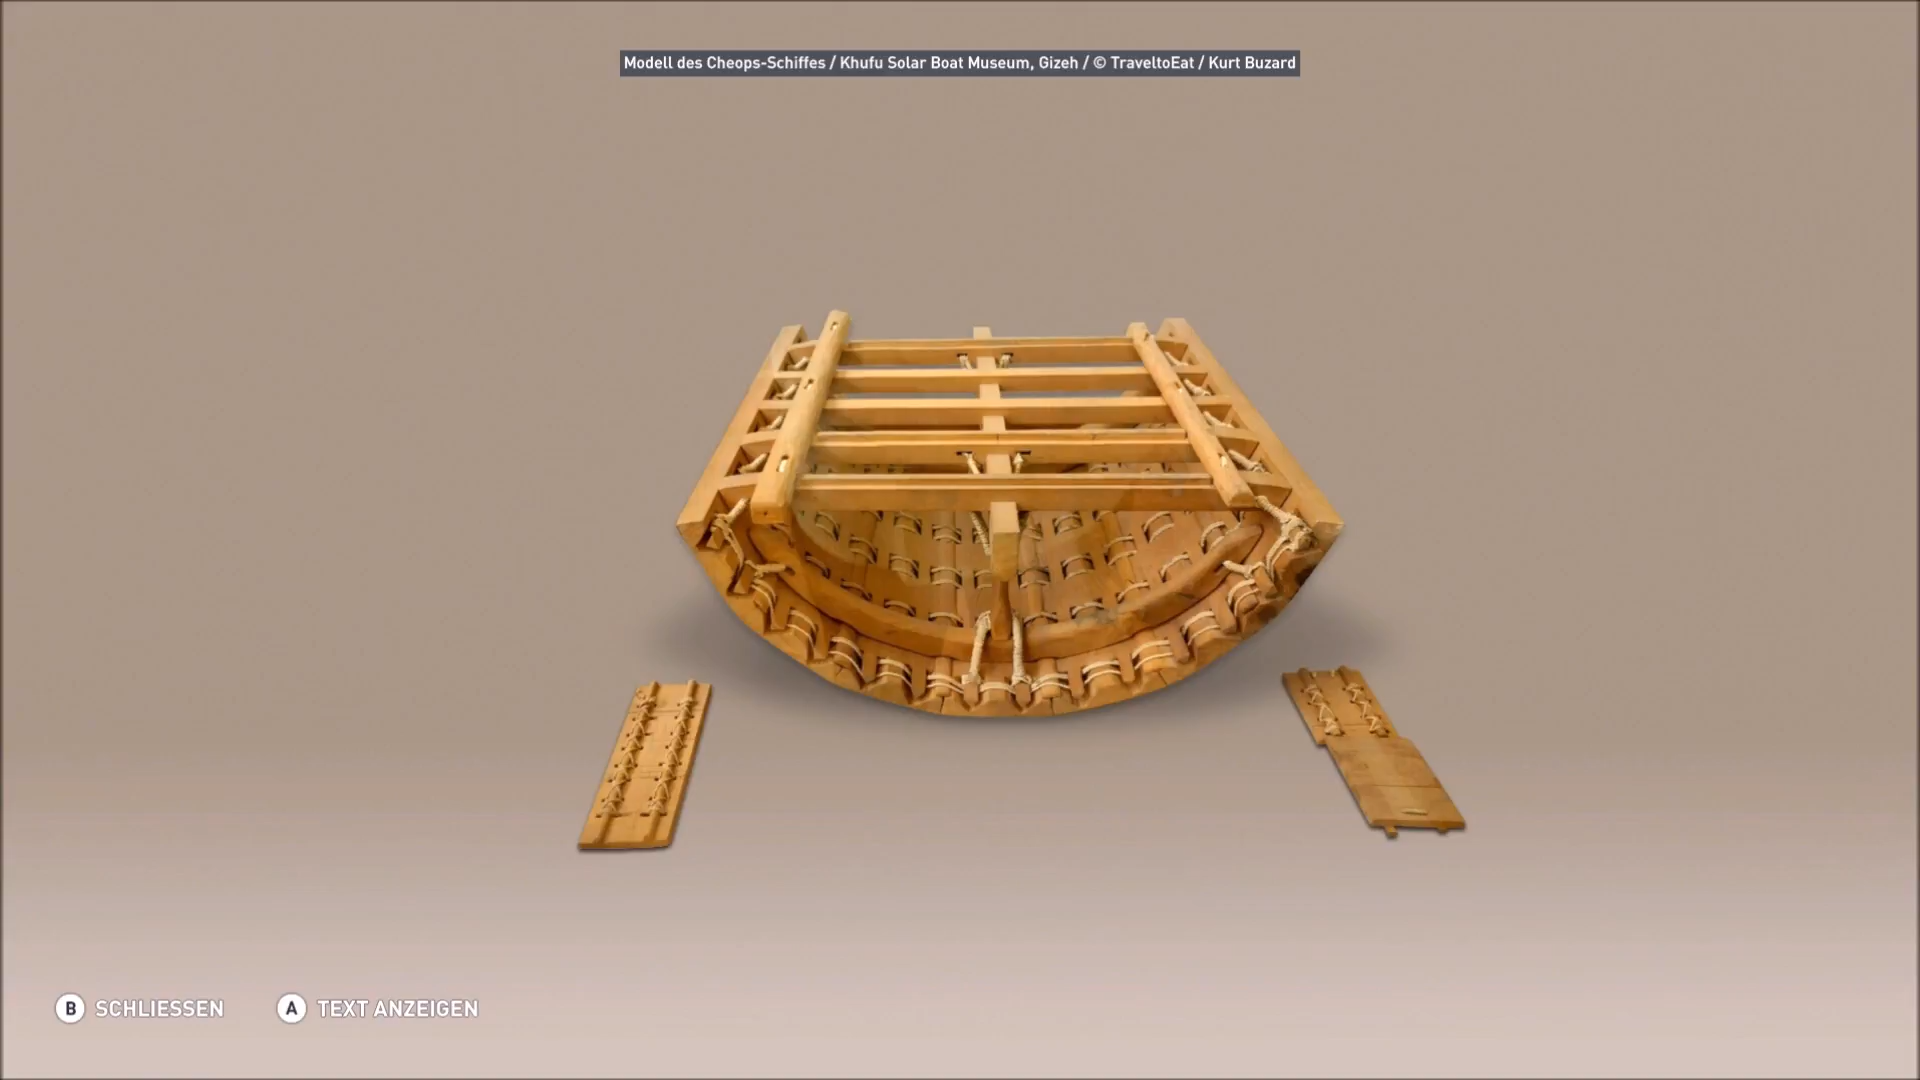 Modell des Cheops-Schiffes / Khufu Solar Boat Museum, Gizeh / © TraveltoEat / Kurt Buzard
B SCHLIESSEN A TEXT ANZEIGEN